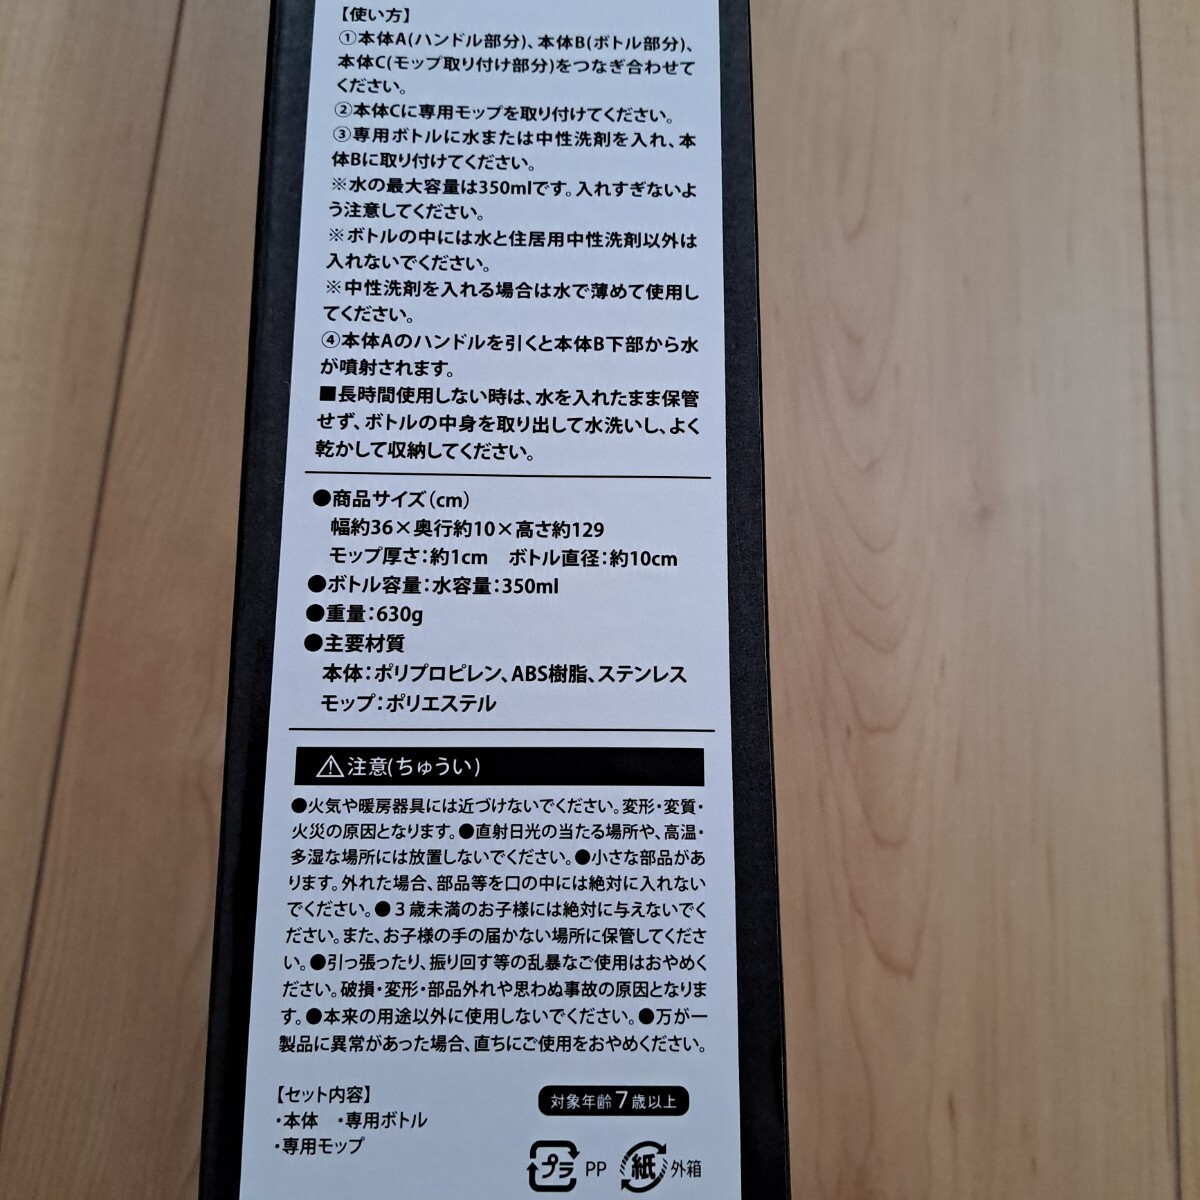 【使い方】
①本体A(ハンドル部分)、本体B(ボトル部分)、
本体C(モップ取り付け部分)をつなぎ合わせて
ください。
②本体Cに専用モップを取り付けてください。
③専用ボトルに水または中性洗剤を入れ、本
体Bに取り付けてください。
※水の最大容量は350mlです。入れすぎないよ
う注意してください。
※ボトルの中には水と住居用中性洗剤以外は
入れないでください。
※中性洗剤を入れる場合は水で薄めて使用し
てください。
④本体Aのハンドルを引くと本体B下部から水
が噴射されます。
■長時間使用しない時は、水を入れたまま保管
せず、ボトルの中身を取り出して水洗いし、よく
乾かして収納してください。
●商品サイズ(cm)
幅約36×奥行約10×高さ約129
モップ厚さ:約1cm ボトル直径:約10cm
●ボトル容量:水容量:350ml
●重量:630g
●主要材質
本体:ポリプロピレン、ABS樹脂、ステンレス
モップ:ポリエステル
⚠注意(ちゅうい)
●火気や暖房器具には近づけないでください。変形・変質・
火災の原因となります。●直射日光の当たる場所や、高温・
多湿な場所には放置しないでください。●小さな部品があ
ります。外れた場合、部品等を口の中には絶対に入れない
でください。●3歳未満のお子様には絶対に与えないでく
ださい。また、お子様の手の届かない場所に保管してくださ
い。●引っ張ったり、振り回す等の乱暴なご使用はおやめく
ださい。破損・変形・部品外れや思わぬ事故の原因となりま
す。●本来の用途以外に使用しないでください。●万が一
製品に異常があった場合、直ちにご使用をおやめください。
【セット内容】
・本体 ・専用ボトル
・専用モップ
対象年齢7歳以上
プラ PP 紙 外箱